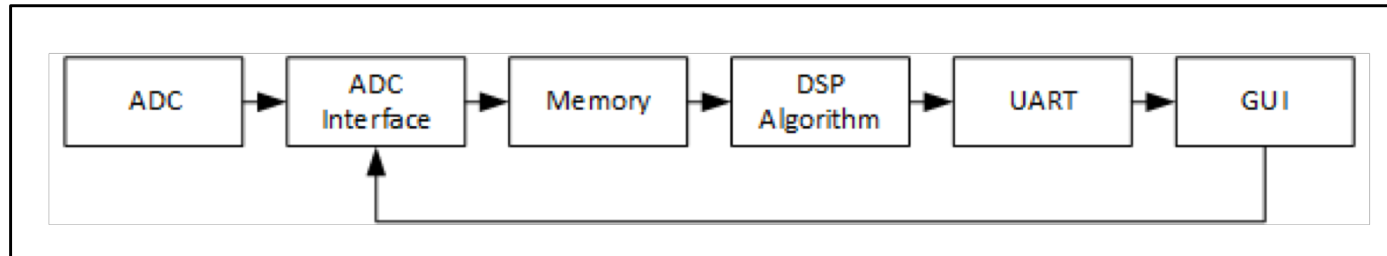 ADC
ADC
Interface
Memory
DSP
Algorithm
UART
GUI